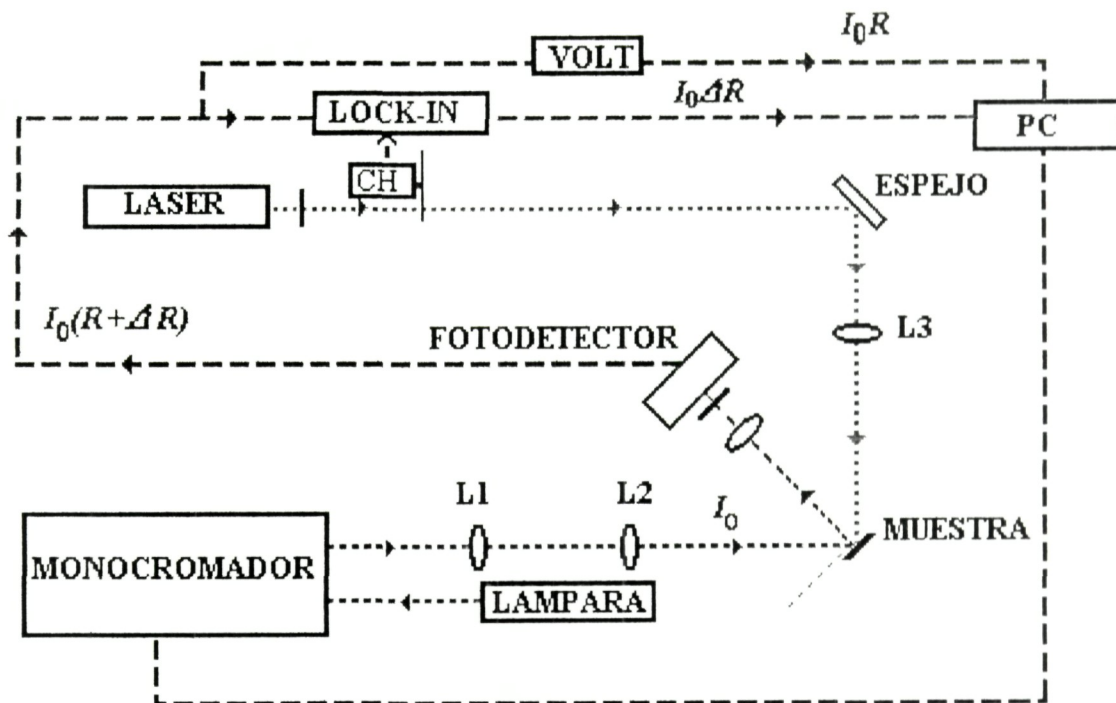 I₀R
VOLT
I₀ΔR
LOCK-IN
PC
CH
ESPEJO
LASER
I₀(R+ΔR)
L3
FOTODETECTOR
L1
L2
I₀
MUESTRA
MONOCROMADOR
LAMPARA